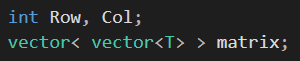 int Row, Col;
vector< vector<T> > matrix;